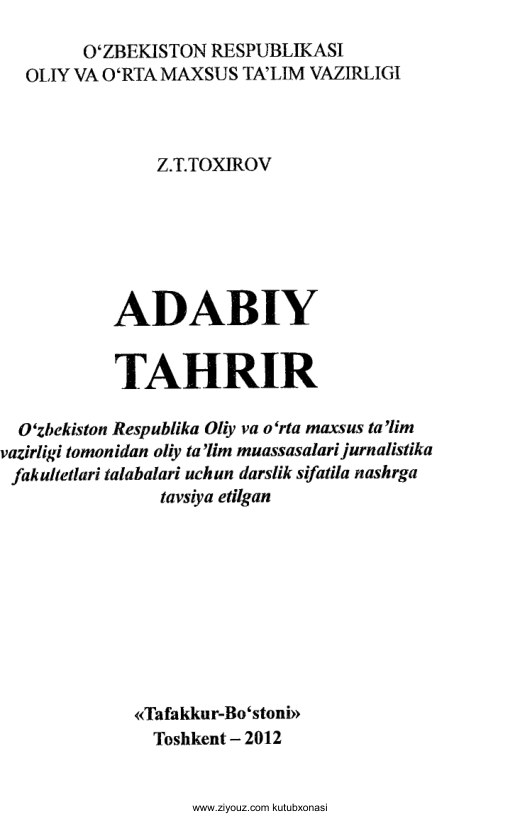 O‘ZBEKISTON RESPUBLIKASI
OLIY VA O‘RTA MAXSUS TA’LIM VAZIRLIGI
Z.T.TOXIROV
ADABIY
TAHRIR
O‘zbekiston Respublika Oliy va o‘rta maxsus ta’lim
vazirligi tomonidan oliy ta’lim muassasalari jurnalistika
fakultetlari talabalari uchun darslik sifatila nashrga
tavsiya etilgan
«Tafakkur-Bo‘stoni»
Toshkent – 2012
www.ziyouz.com kutubxonasi